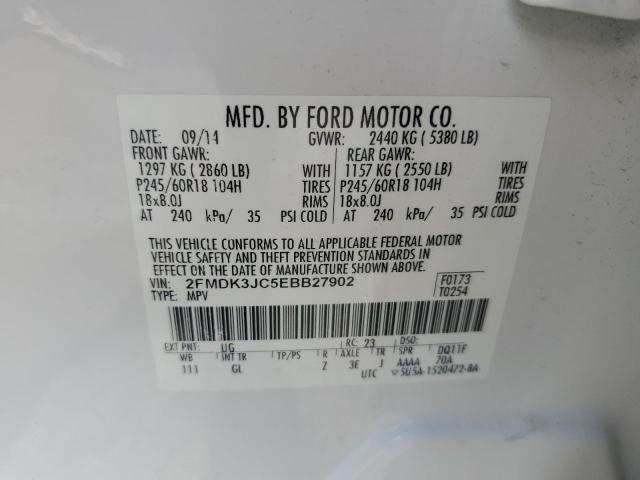 MFD. BY FORD MOTOR CO.
DATE: 09/14 GVWR: 2440 KG ( 5380 LB)
FRONT GAWR: REAR GAWR:
1297 KG ( 2860 LB) WITH 1157 KG ( 2550 LB) WITH
P245/60R18 104H TIRES P245/60R18 104H TIRES
18x8.0J RIMS 18x8.0J RIMS
AT 240 kPa/ 35 PSI COLD AT 240 kPa/ 35 PSI COLD
THIS VEHICLE CONFORMS TO ALL APPLICABLE FEDERAL MOTOR
VEHICLE SAFETY AND THEFT PREVENTION STANDARDS IN
EFFECT ON THE DATE OF MANUFACTURE SHOWN ABOVE.
VIN: 2FMDK3JC5EBB27902 F0173
TYPE: MPV T0254
EXT PNT: UG RC: 23 DSO:
WB INT TR TP/PS R AXLE TR SPR DQ11F
111 GL Z 3E J AAAA 70A
UTC 5U5A-1520472-8A